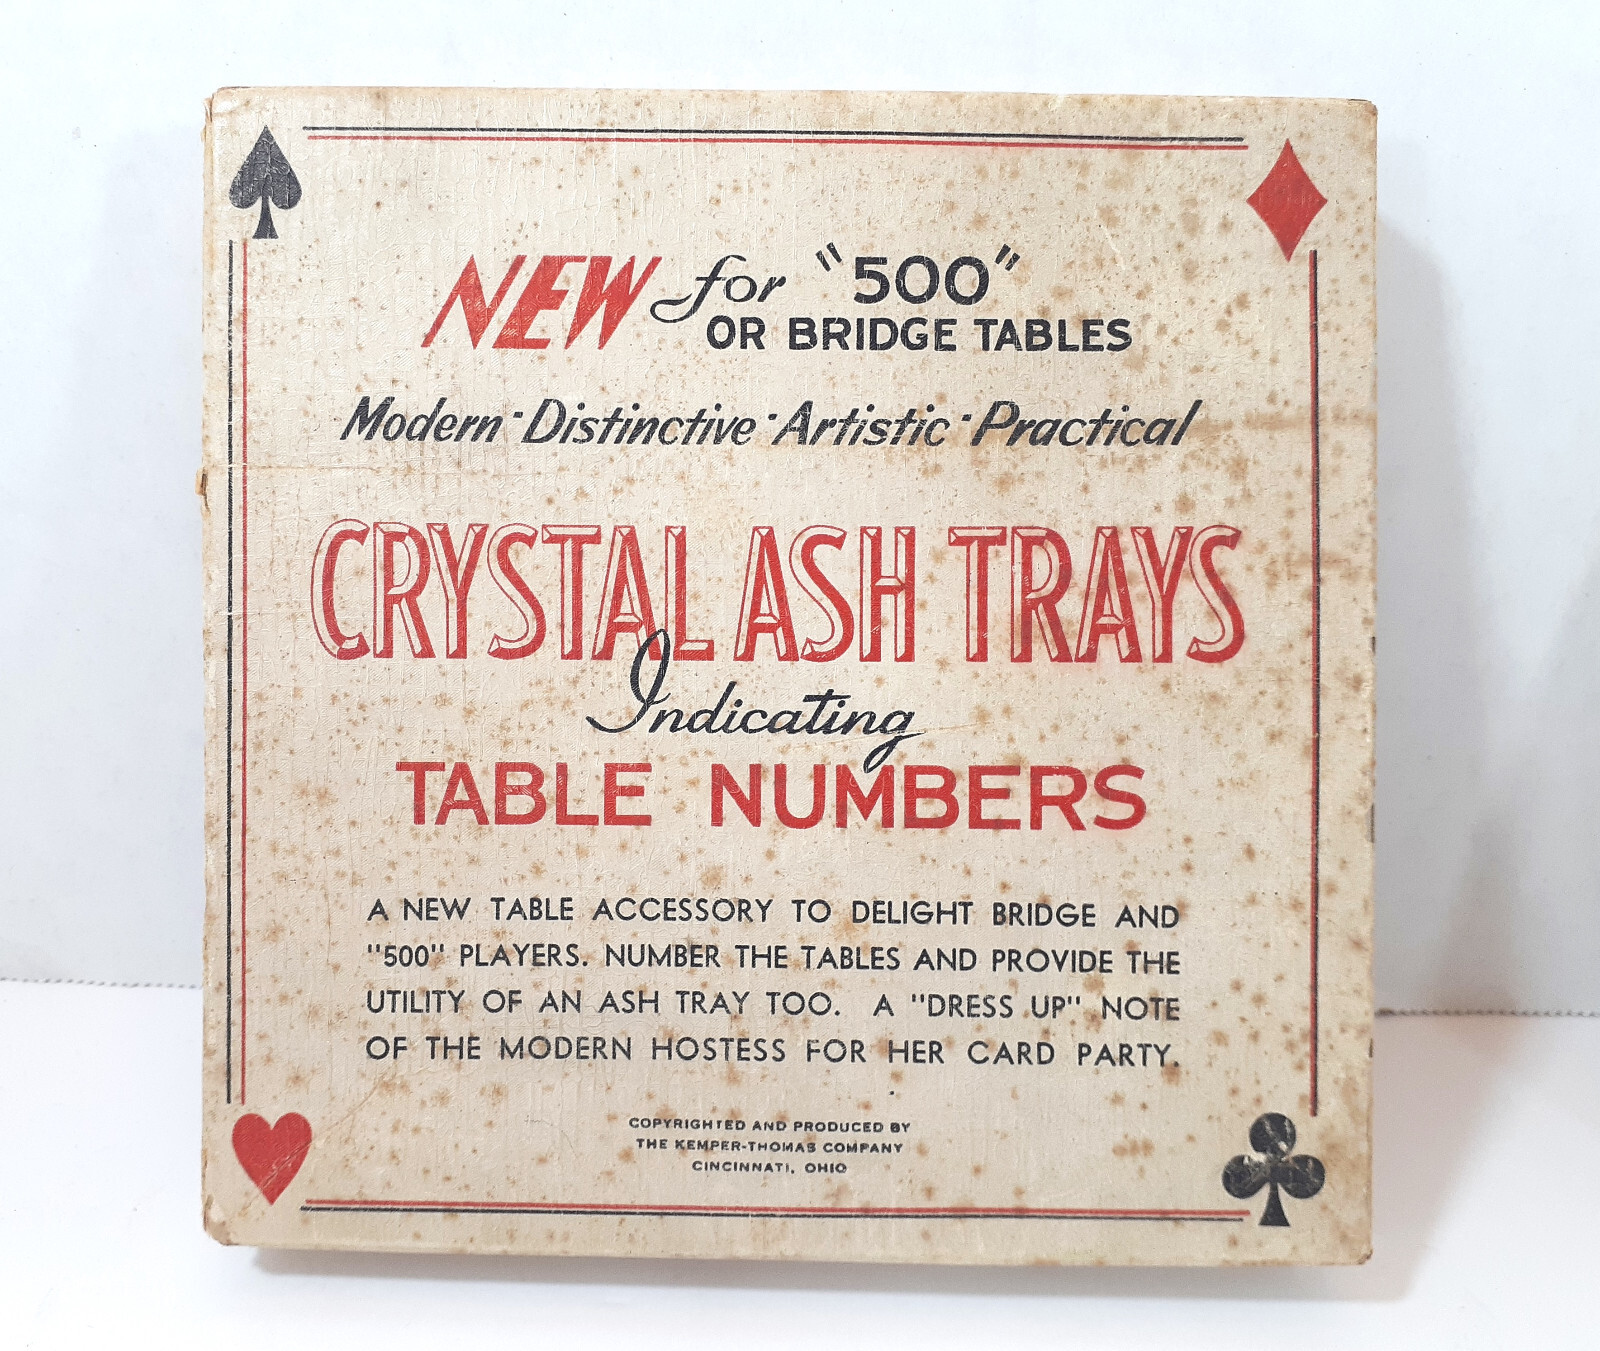 NEW for "500"
OR BRIDGE TABLES
Modern - Distinctive - Artistic - Practical
CRYSTAL ASH TRAYS
Indicating
TABLE NUMBERS
A NEW TABLE ACCESSORY TO DELIGHT BRIDGE AND
"500" PLAYERS. NUMBER THE TABLES AND PROVIDE THE
UTILITY OF AN ASH TRAY TOO. A "DRESS UP" NOTE
OF THE MODERN HOSTESS FOR HER CARD PARTY.
COPYRIGHTED AND PRODUCED BY
THE KEMPER-THOMAS COMPANY
CINCINNATI, OHIO